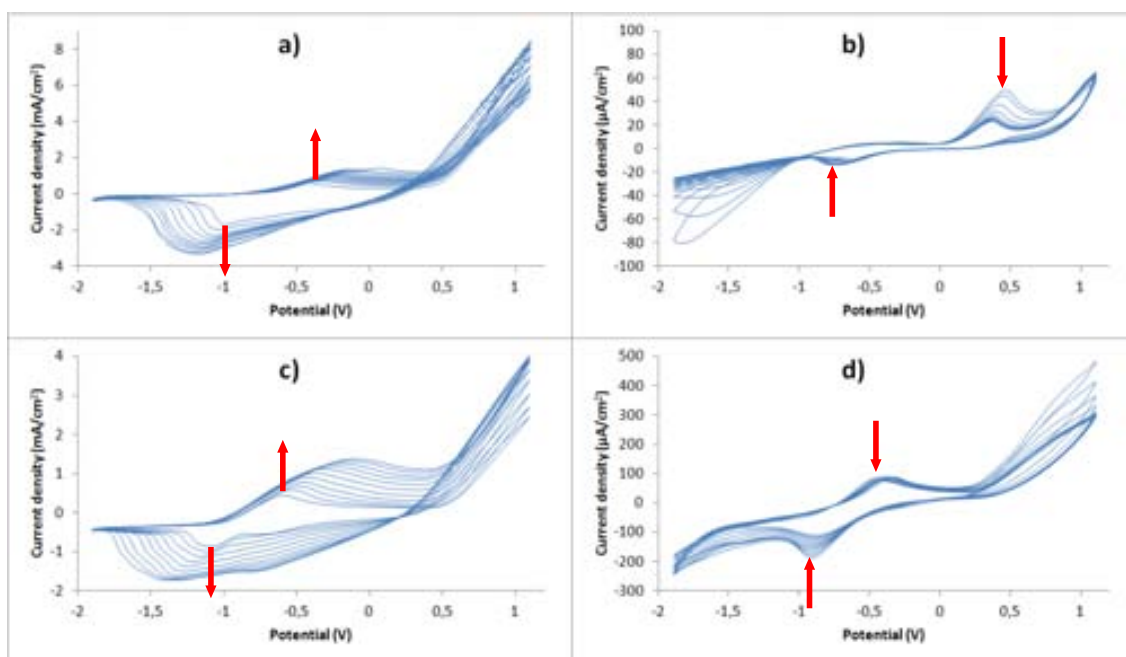 a)
Current density (mA/cm²)
8
6
4
2
0
-2
-4
-2 -1,5 -1 -0,5 0 0,5 1
Potential (V)
b)
Current density (µA/cm²)
100
80
60
40
20
0
-20
-40
-60
-80
-100
-2 -1,5 -1 -0,5 0 0,5 1
Potential (V)
c)
Current density (mA/cm²)
4
3
2
1
0
-1
-2
-2 -1,5 -1 -0,5 0 0,5 1
Potential (V)
d)
Current density (µA/cm²)
500
400
300
200
100
0
-100
-200
-300
-2 -1,5 -1 -0,5 0 0,5 1
Potential (V)